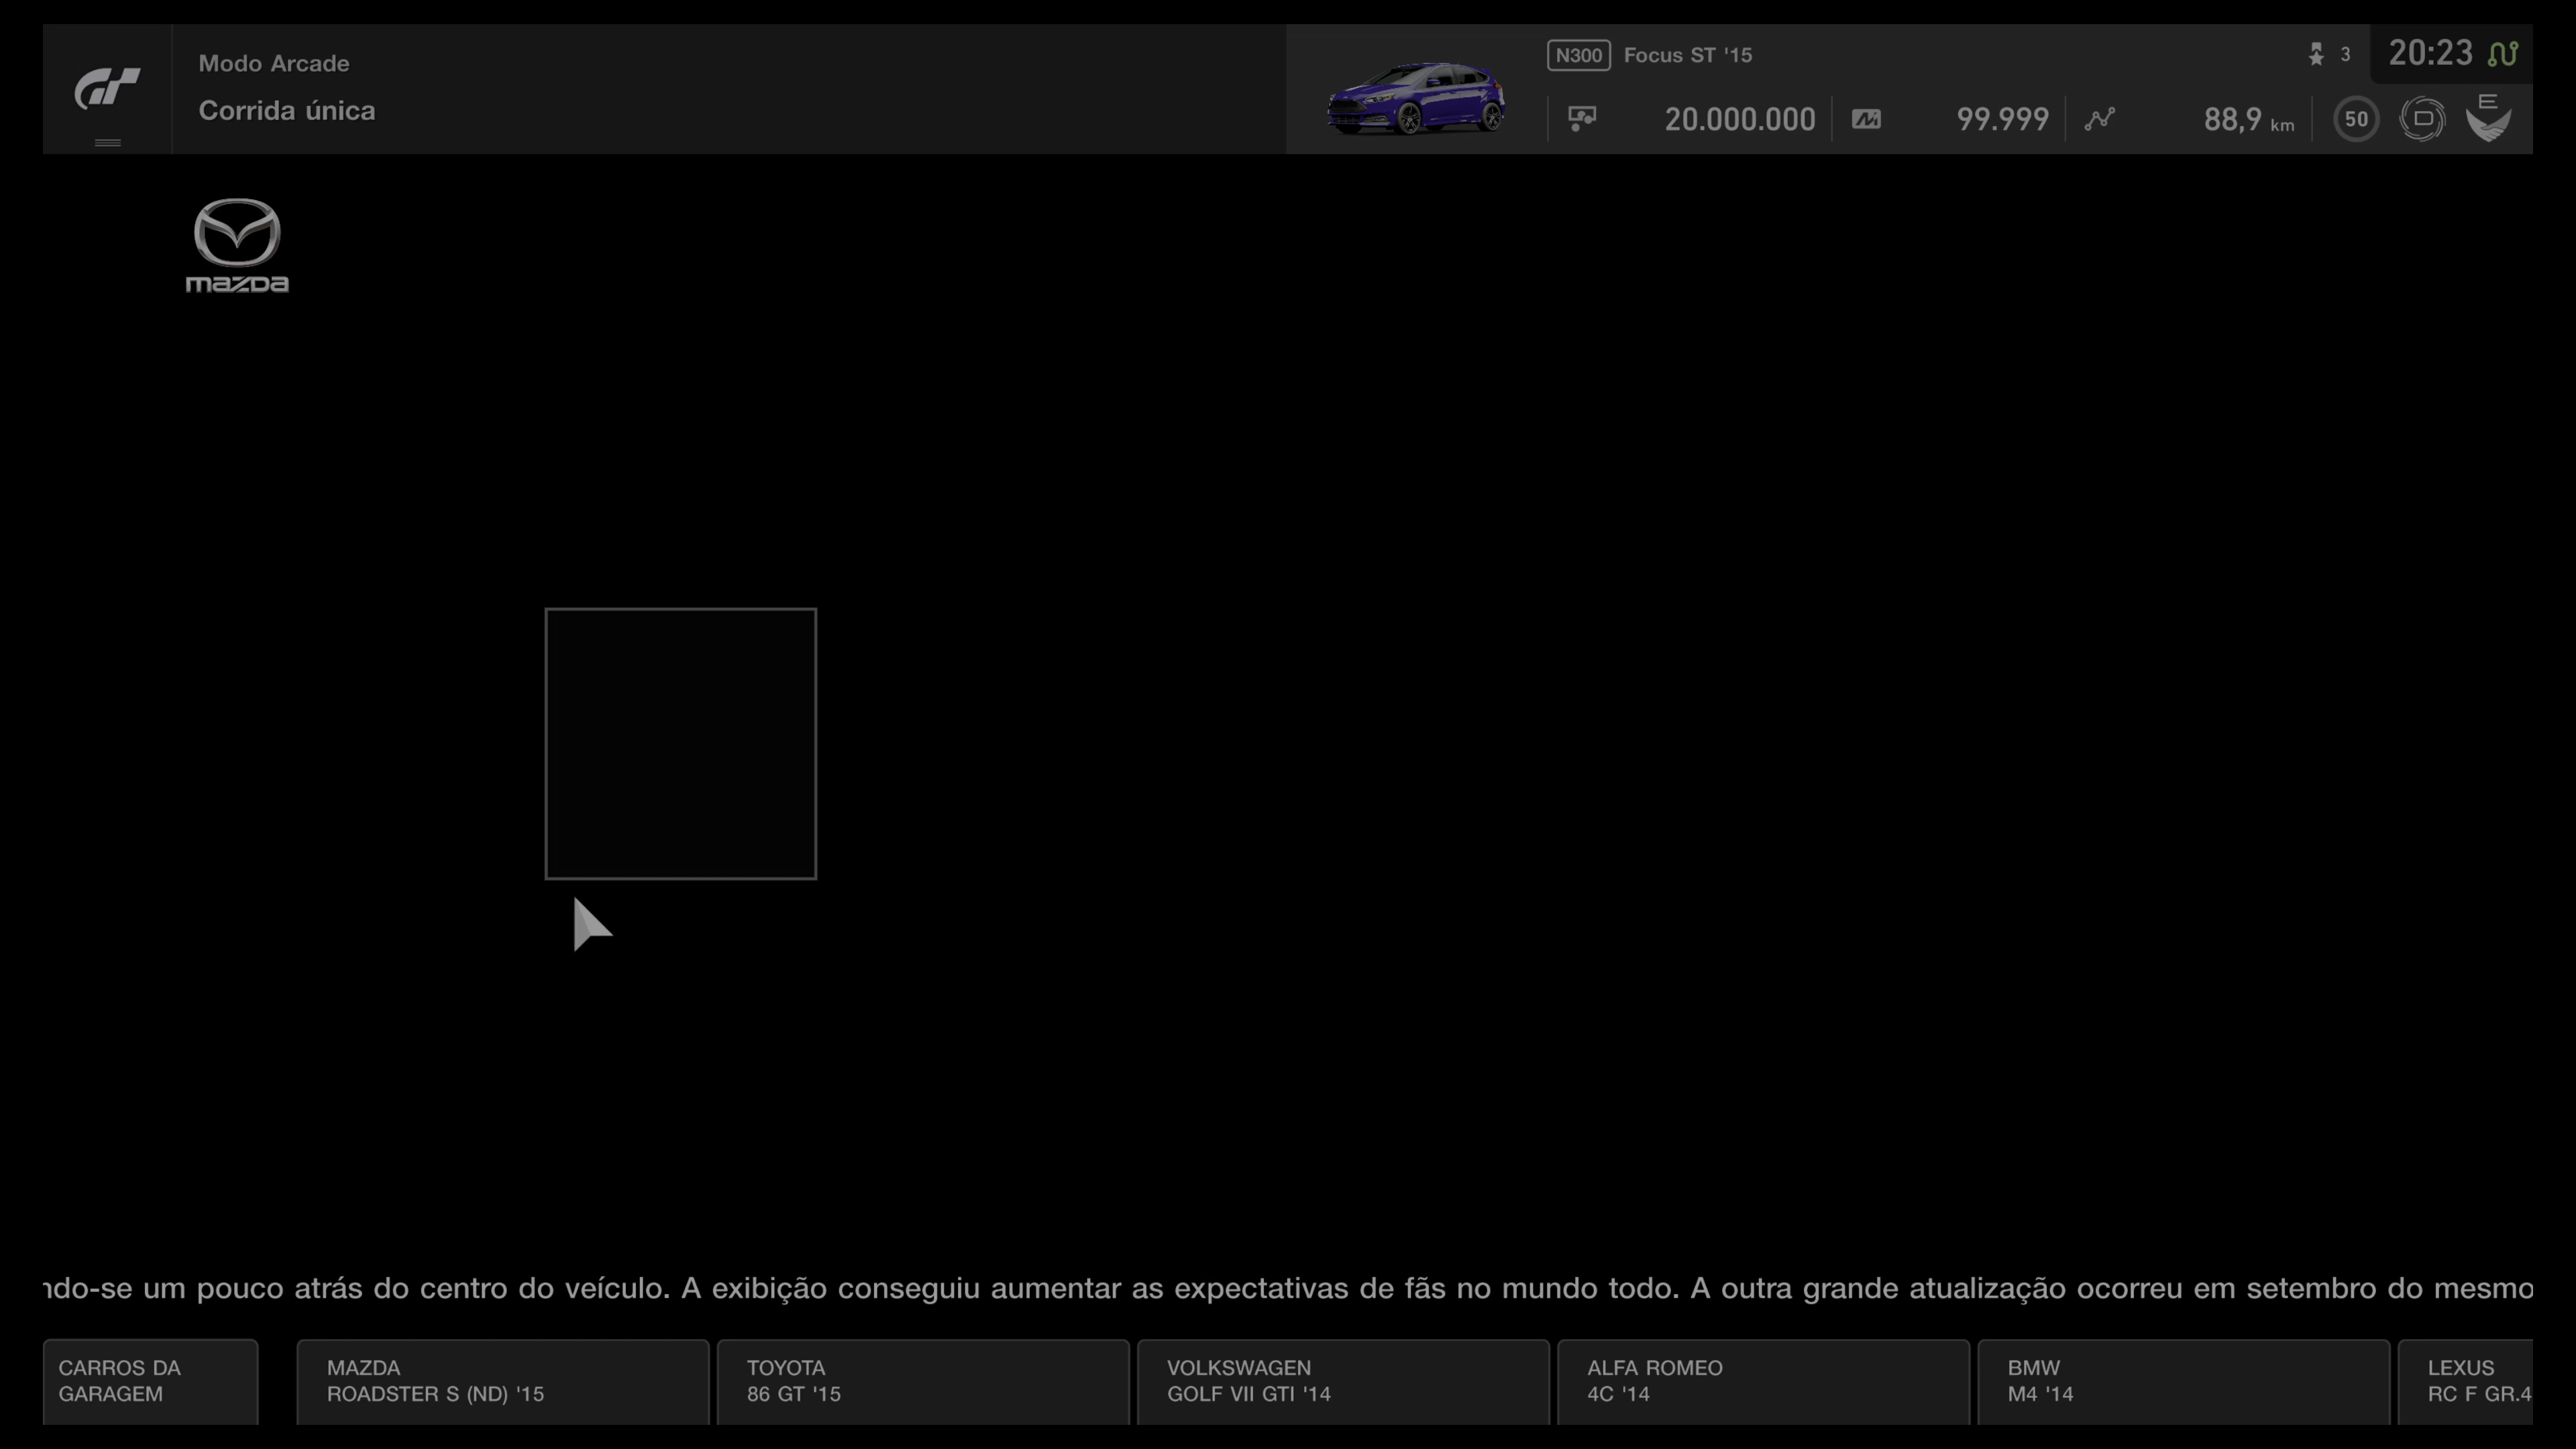 Modo Arcade
Corrida única
N300 Focus ST '15
3
20:23
20.000.000
99.999
88,9 km
50
D
E
mazda
ndo-se um pouco atrás do centro do veículo. A exibição conseguiu aumentar as expectativas de fãs no mundo todo. A outra grande atualização ocorreu em setembro do mesmo
CARROS DA
GARAGEM
MAZDA
ROADSTER S (ND) '15
TOYOTA
86 GT '15
VOLKSWAGEN
GOLF VII GTI '14
ALFA ROMEO
4C '14
BMW
M4 '14
LEXUS
RC F GR.4